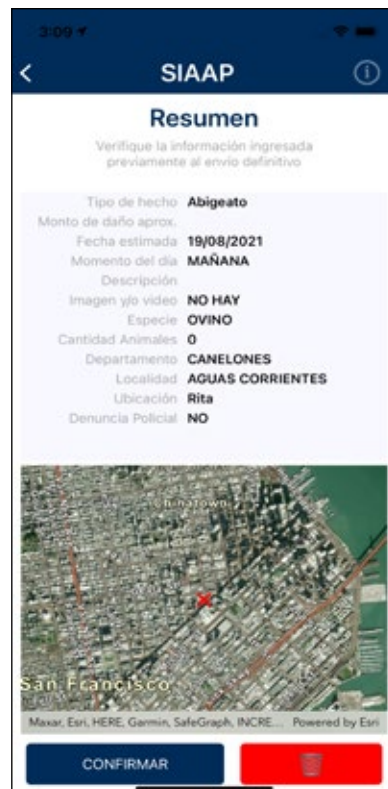 3:09
SIAAP
Resumen
Verifique la información ingresada
previamente al envio definitivo
Tipo de hecho Abigeato
Monto de daño aprox.
Fecha estimada 19/08/2021
Momento del día MAÑANA
Descripción
Imagen y/o video NO HAY
Especie OVINO
Cantidad Animales 0
Departamento CANELONES
Localidad AGUAS CORRIENTES
Ubicación Rita
Denuncia Policial NO
Chinatown
San Francisco
Maxar, Esri, HERE, Garmin, SafeGraph, INCRE... Powered by Esri
CONFIRMAR